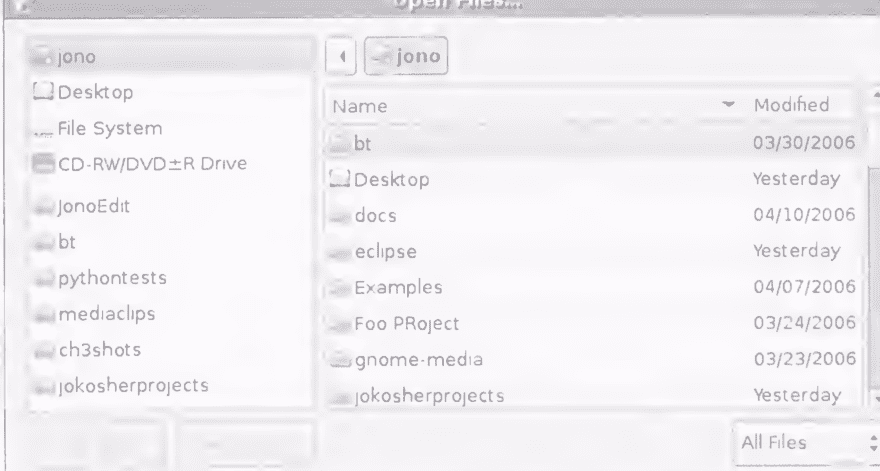 Open Files...
jono
Desktop
File System
CD-RW/DVD±R Drive
JonoEdit
bt
pythontests
mediaclips
ch3shots
jokosherprojects
jono
Name Modified
bt 03/30/2006
Desktop Yesterday
docs 04/10/2006
eclipse Yesterday
Examples 04/07/2006
Foo PRoject 03/24/2006
gnome-media 03/23/2006
jokosherprojects Yesterday
All Files